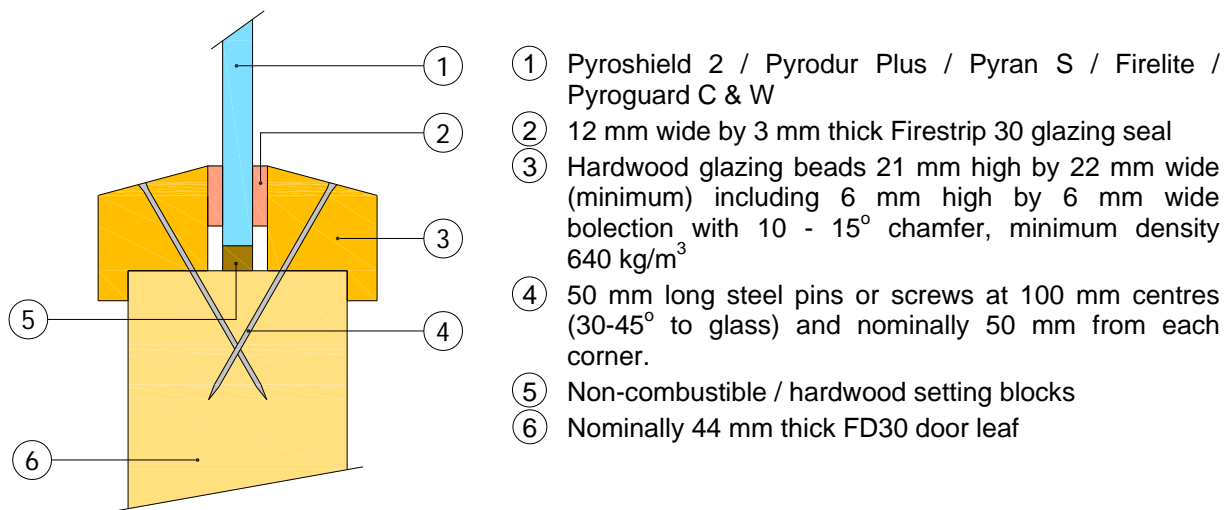 1
2
3
5
4
6
1 Pyroshield 2 / Pyrodur Plus / Pyran S / Firelite /
Pyroguard C & W
2 12 mm wide by 3 mm thick Firestrip 30 glazing seal
3 Hardwood glazing beads 21 mm high by 22 mm wide
(minimum) including 6 mm high by 6 mm wide
bolection with 10 - 15° chamfer, minimum density
640 kg/m³
4 50 mm long steel pins or screws at 100 mm centres
(30-45° to glass) and nominally 50 mm from each
corner.
5 Non-combustible / hardwood setting blocks
6 Nominally 44 mm thick FD30 door leaf